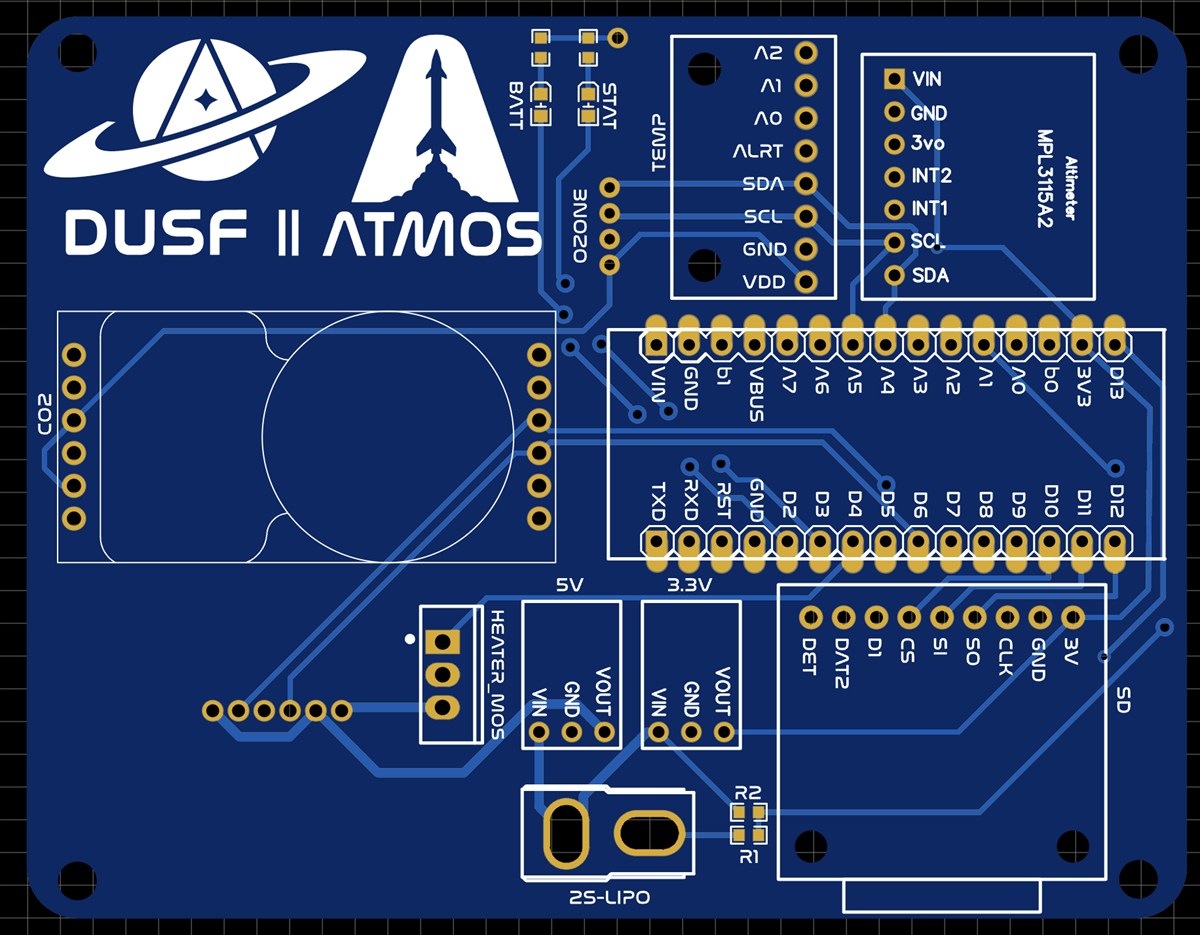 DUSF || ATMOS
BATT
STAT
OZONE
TEMP
A2
A1
A0
ALRT
SDA
SCL
GND
VDD
VIN
GND
3vo
INT2
INT1
SCL
SDA
Altimeter
MPL3115A2
CO2
VIN GND b1 VBUS A7 A6 A5 A4 A3 A2 A1 A0 b0 3V3 D13
TXD RXD RST GND D2 D3 D4 D5 D6 D7 D8 D9 D10 D11 D12
HEATER_MOS
5V
VIN GND VOUT
3.3V
VIN GND VOUT
DET DAT2 D1 CS SI SO CLK GND 3V
SD
R2
R1
2S-LIPO